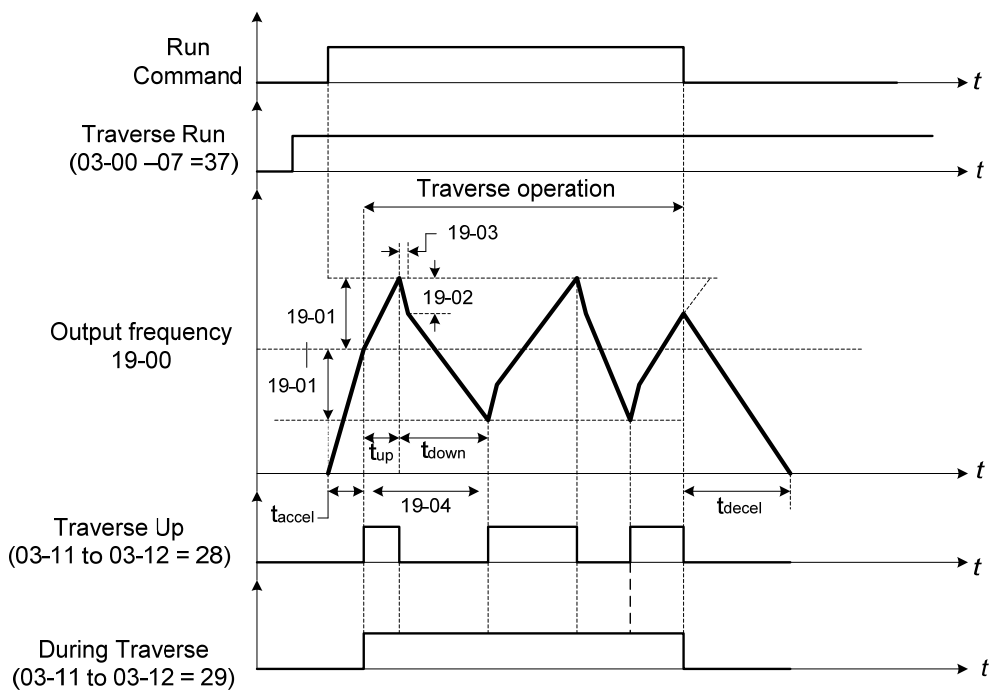 Run
Command
t
Traverse Run
(03-00 –07 =37)
t
Traverse operation
19-03
19-02
19-01
Output frequency
19-00
19-01
tup
tdown
t
taccel
19-04
tdecel
Traverse Up
(03-11 to 03-12 = 28)
t
During Traverse
(03-11 to 03-12 = 29)
t